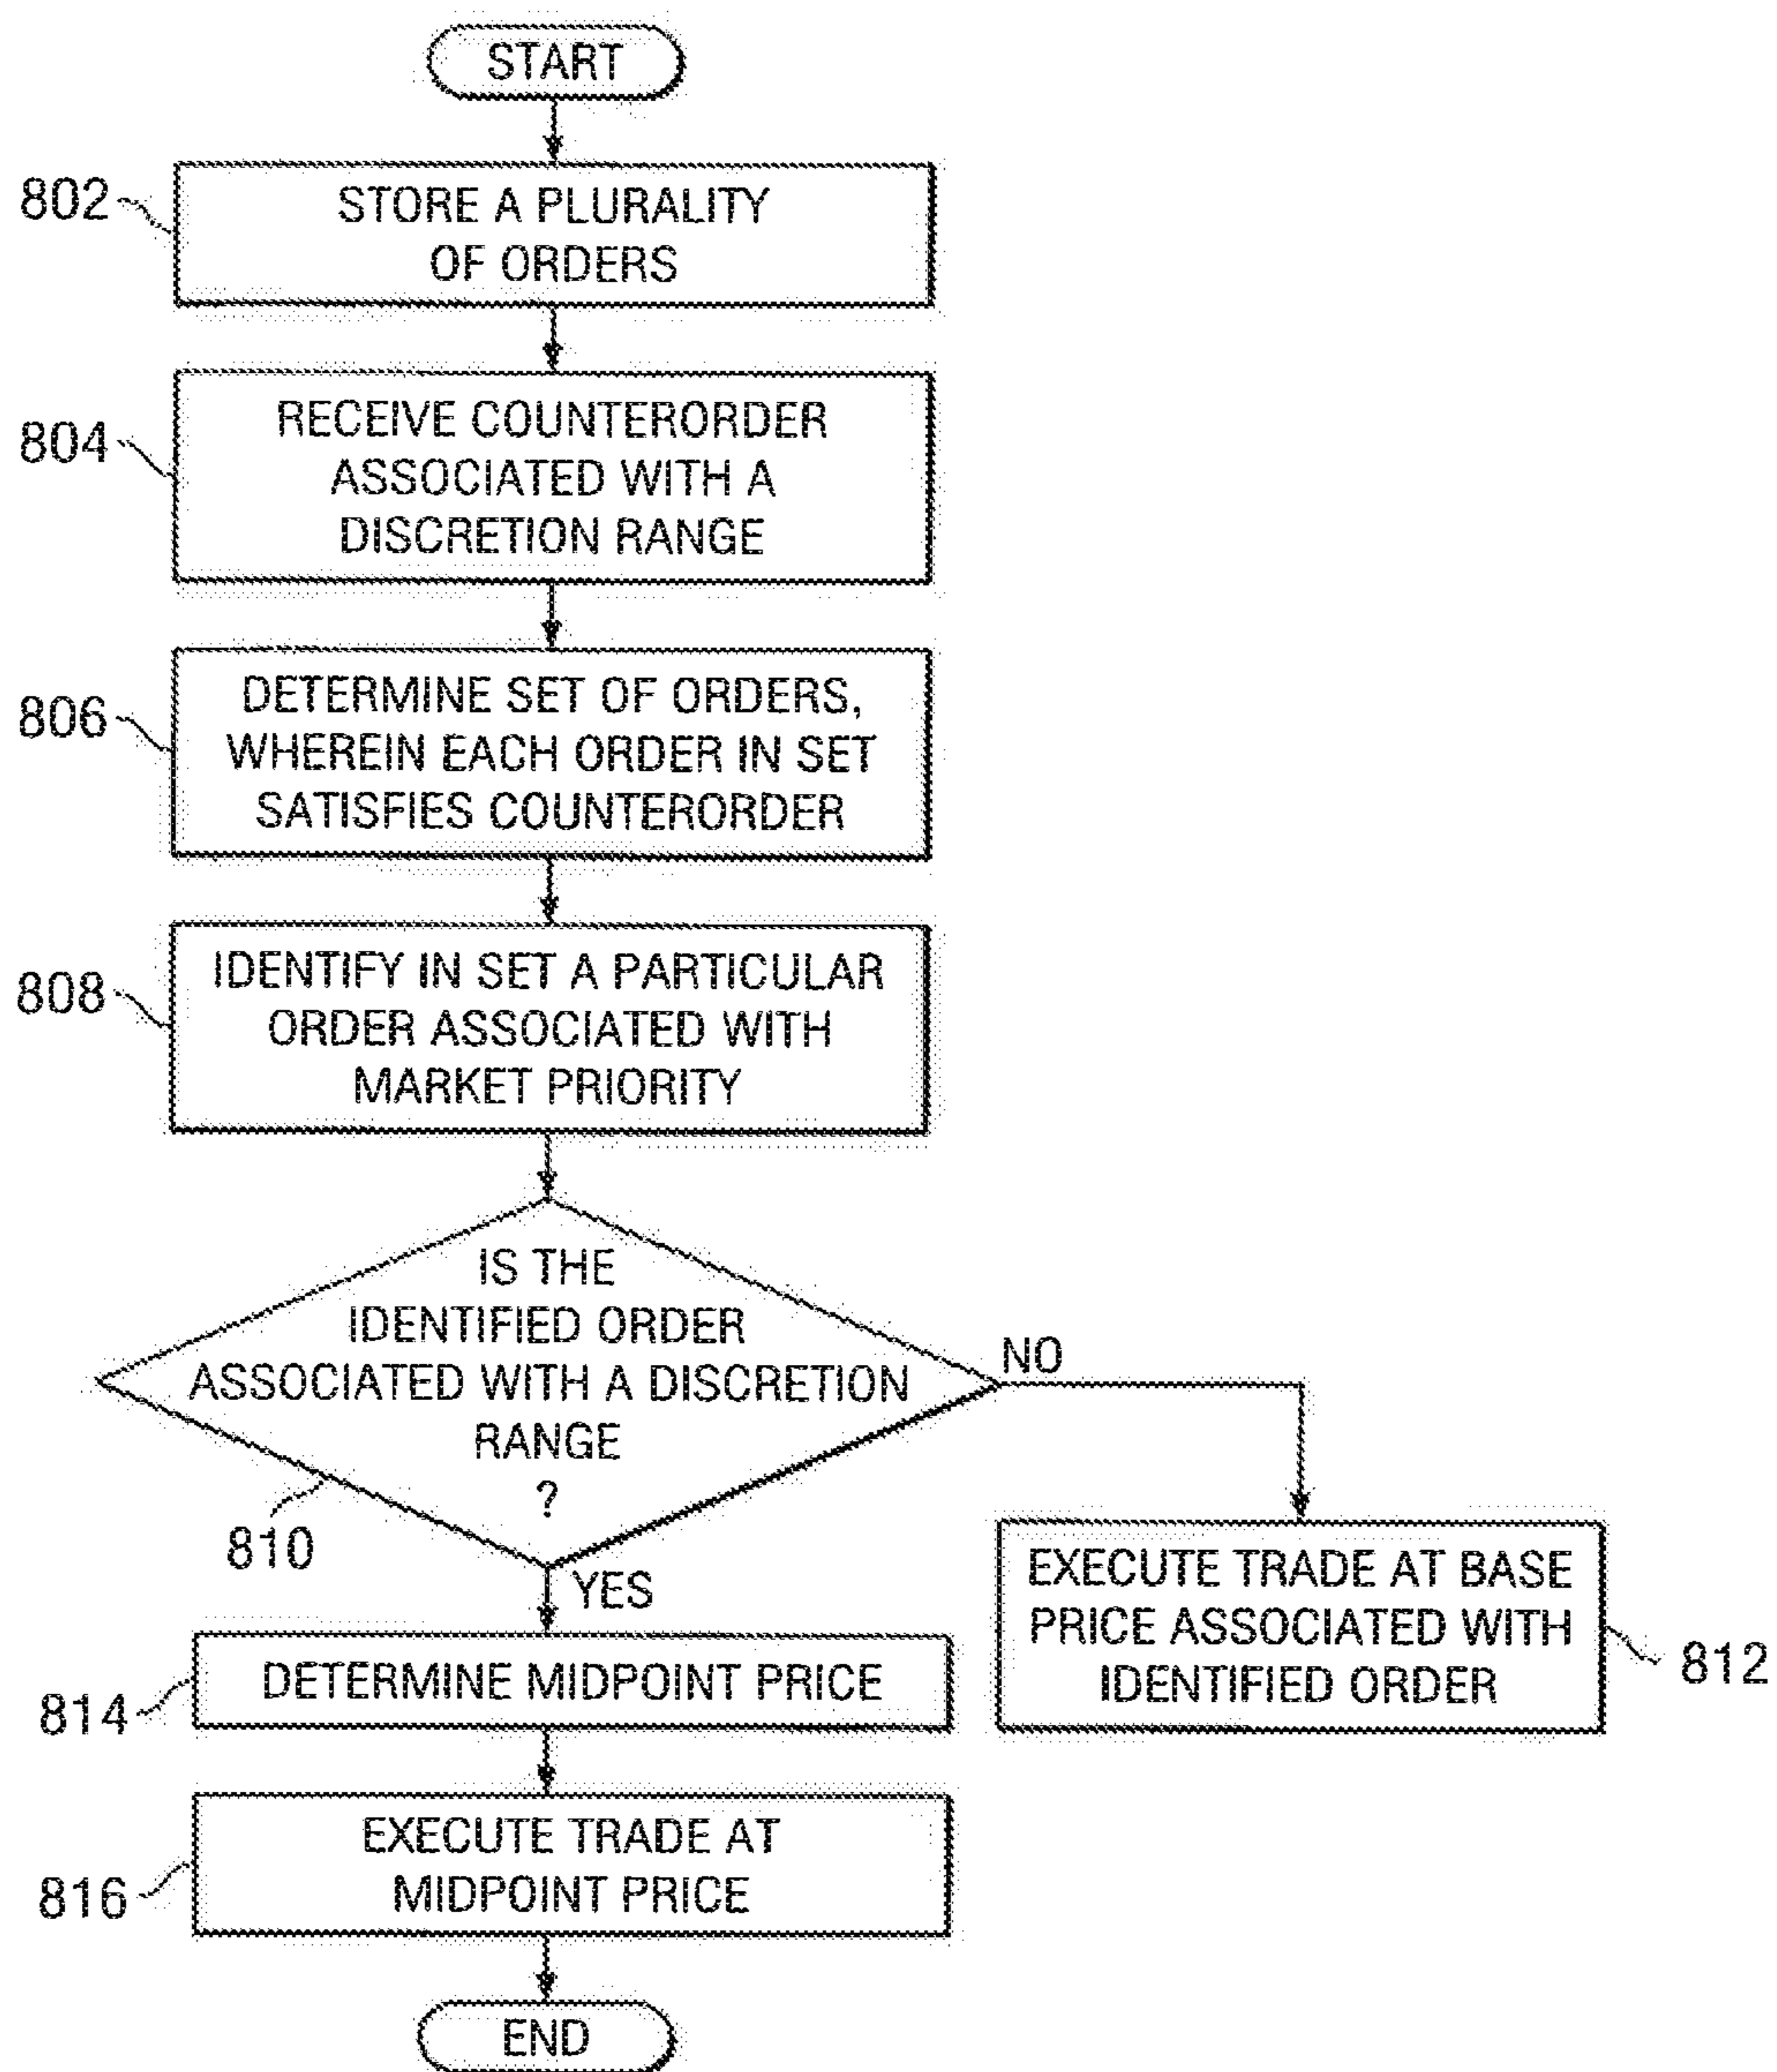 START
802
STORE A PLURALITY
OF ORDERS
804
RECEIVE COUNTERORDER
ASSOCIATED WITH A
DISCRETION RANGE
806
DETERMINE SET OF ORDERS,
WHEREIN EACH ORDER IN SET
SATISFIES COUNTERORDER
808
IDENTIFY IN SET A PARTICULAR
ORDER ASSOCIATED WITH
MARKET PRIORITY
IS THE
IDENTIFIED ORDER
ASSOCIATED WITH A DISCRETION
RANGE
?
810
NO
YES
EXECUTE TRADE AT BASE
PRICE ASSOCIATED WITH
IDENTIFIED ORDER
812
DETERMINE MIDPOINT PRICE
814
EXECUTE TRADE AT
MIDPOINT PRICE
816
END